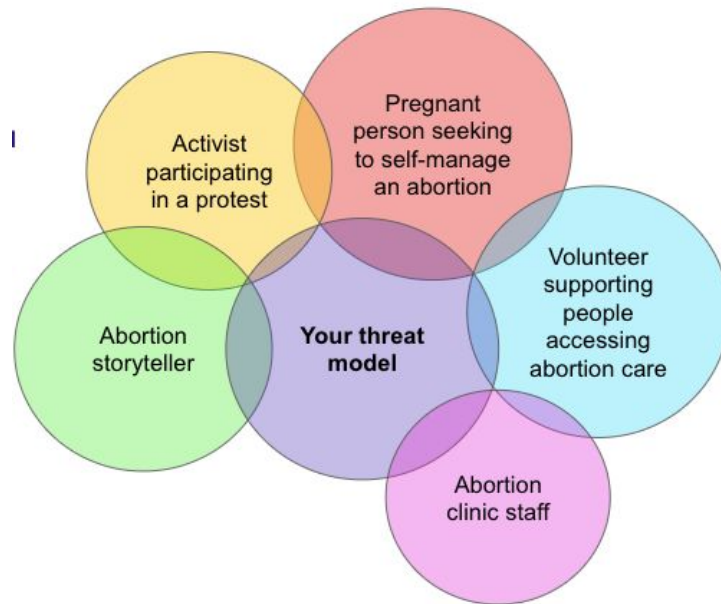 Pregnant
person seeking
to self-manage
an abortion
Activist
participating
in a protest
Volunteer
supporting
people
accessing
abortion care
Abortion
storyteller
Your threat
model
Abortion
clinic staff